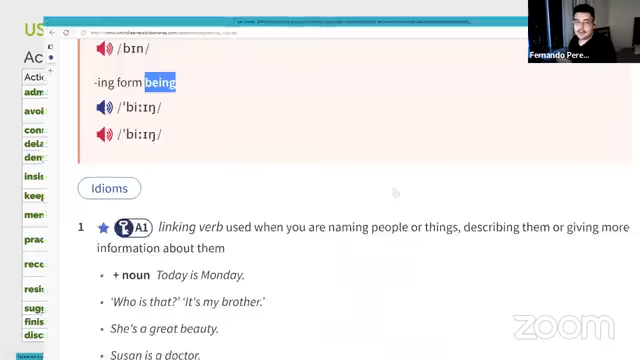 US
Ac
Actio
adm
avoi
cons
dela
den
insis
keep
men
prac
reco
resis
sugg
finis
disc
/bɪn/
-ing form being
/ˈbiːɪŋ/
/ˈbiːɪŋ/
Idioms
1 A1 linking verb used when you are naming people or things, describing them or giving more
information about them
+ noun Today is Monday.
‘Who is that?’ ‘It's my brother.’
She's a great beauty.
Susan is a doctor.
Fernando Pere...
zoom